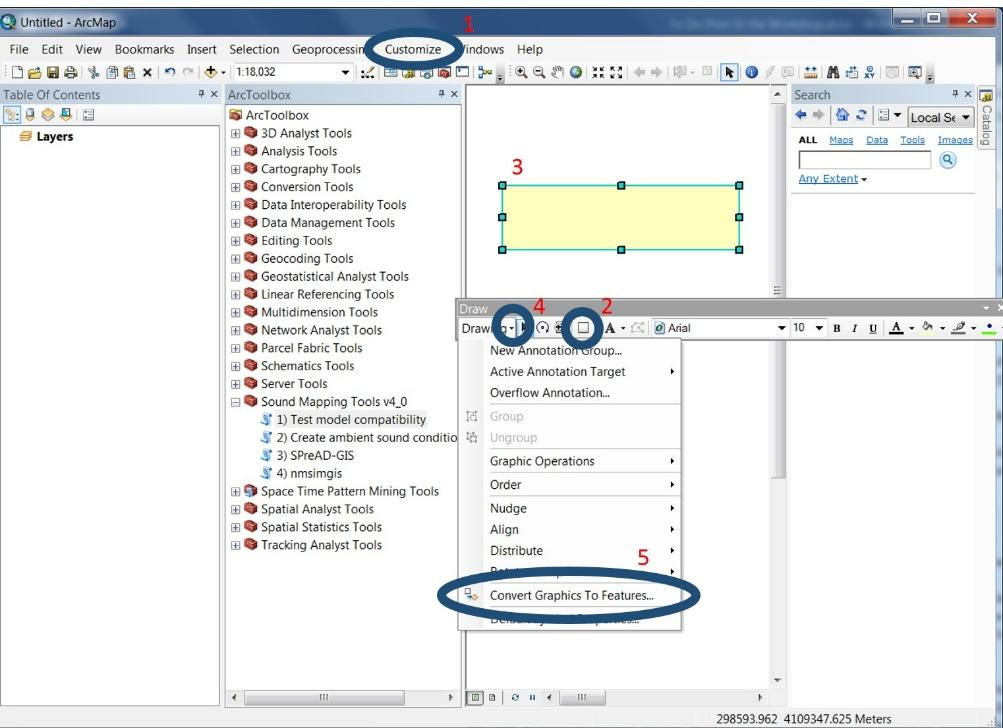 Untitled - ArcMap
1
File Edit View Bookmarks Insert Selection Geoprocessin Customize indows Help
1:18,032
Table Of Contents
Layers
ArcToolbox
ArcToolbox
3D Analyst Tools
Analysis Tools
Cartography Tools
Conversion Tools
Data Interoperability Tools
Data Management Tools
Editing Tools
Geocoding Tools
Geostatistical Analyst Tools
Linear Referencing Tools
Multidimension Tools
Network Analyst Tools
Parcel Fabric Tools
Schematics Tools
Server Tools
Sound Mapping Tools v4_0
1) Test model compatibility
2) Create ambient sound conditio
3) SPreAD-GIS
4) nmsimgis
Space Time Pattern Mining Tools
Spatial Analyst Tools
Spatial Statistics Tools
Tracking Analyst Tools
3
Search
Local Se
ALL Maps Data Tools Images
Any Extent
Catalog
Draw
4 2
Drawing A Arial 10 B I U A
New Annotation Group...
Active Annotation Target
Overflow Annotation...
Group
Ungroup
Graphic Operations
Order
Nudge
Align
Distribute
5
Convert Graphics To Features...
298593.962 4109347.625 Meters